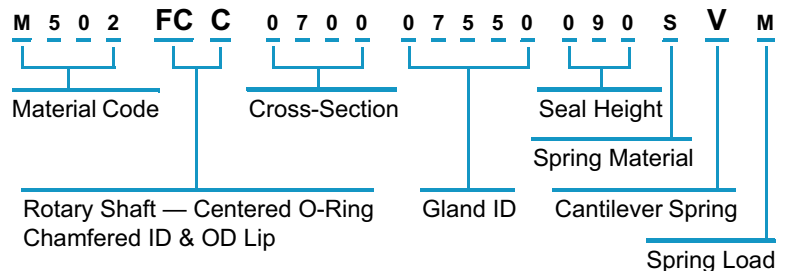 M 5 0 2 FC C 0 7 0 0 0 7 5 5 0 0 9 0 S V M
Material Code
Cross-Section
Seal Height
Spring Material
Rotary Shaft — Centered O-Ring
Chamfered ID & OD Lip
Gland ID
Cantilever Spring
Spring Load